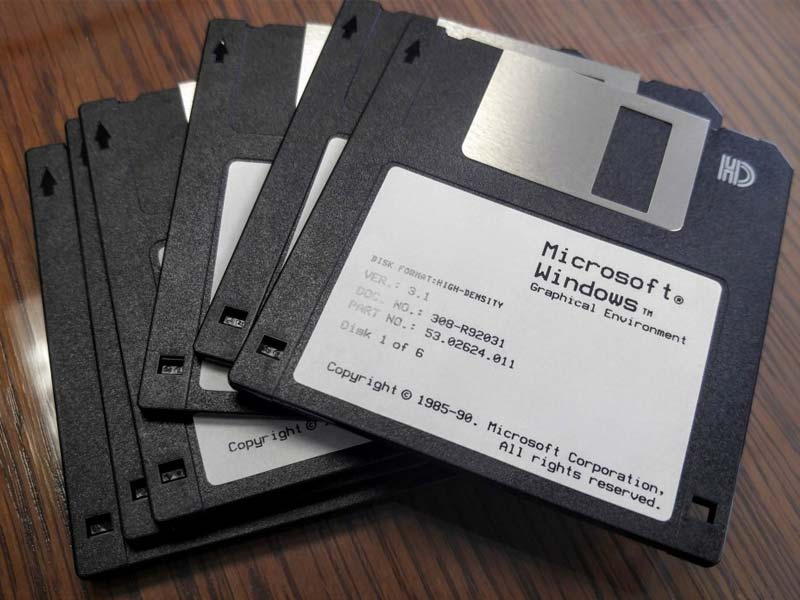 HD
Microsoft®
Windows™
Graphical Environment
DISK FORMAT:HIGH-DENSITY
VER.: 3.1
DOC. NO.: 308-R92031
PART NO.: 53.02624.011
Disk 1 of 6
Copyright © 1985-90. Microsoft Corporation,
All rights reserved.
Copyright ©